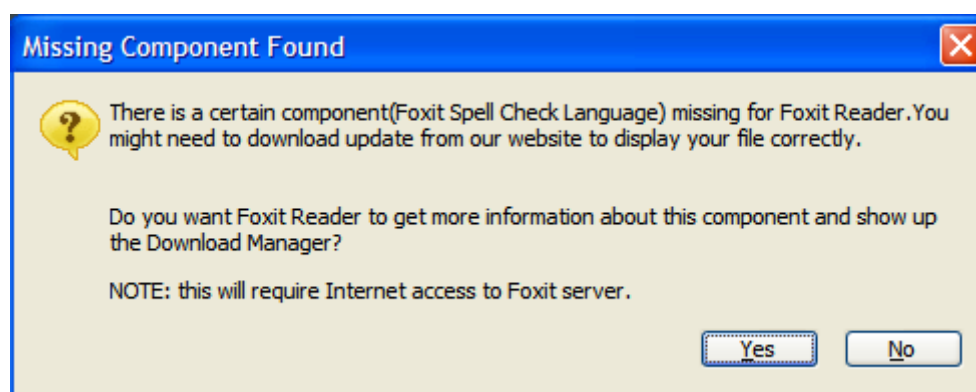 Missing Component Found
There is a certain component(Foxit Spell Check Language) missing for Foxit Reader.You
might need to download update from our website to display your file correctly.
Do you want Foxit Reader to get more information about this component and show up
the Download Manager?
NOTE: this will require Internet access to Foxit server.
Yes No